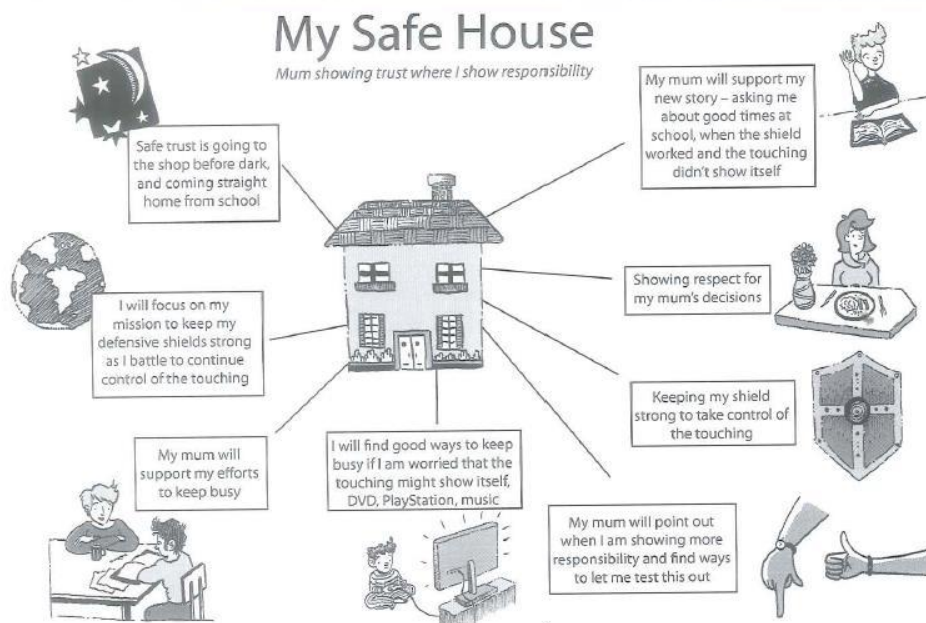 My Safe House
Mum showing trust where I show responsibility
Safe trust is going to
the shop before dark,
and coming straight
home from school
My mum will support my
new story – asking me
about good times at
school, when the shield
worked and the touching
didn't show itself
Showing respect for
my mum's decisions
I will focus on my
mission to keep my
defensive shields strong
as I battle to continue
control of the touching
Keeping my shield
strong to take control of
the touching
My mum will
support my efforts
to keep busy
I will find good ways to keep
busy if I am worried that the
touching might show itself,
DVD, PlayStation, music
My mum will point out
when I am showing more
responsibility and find ways
to let me test this out